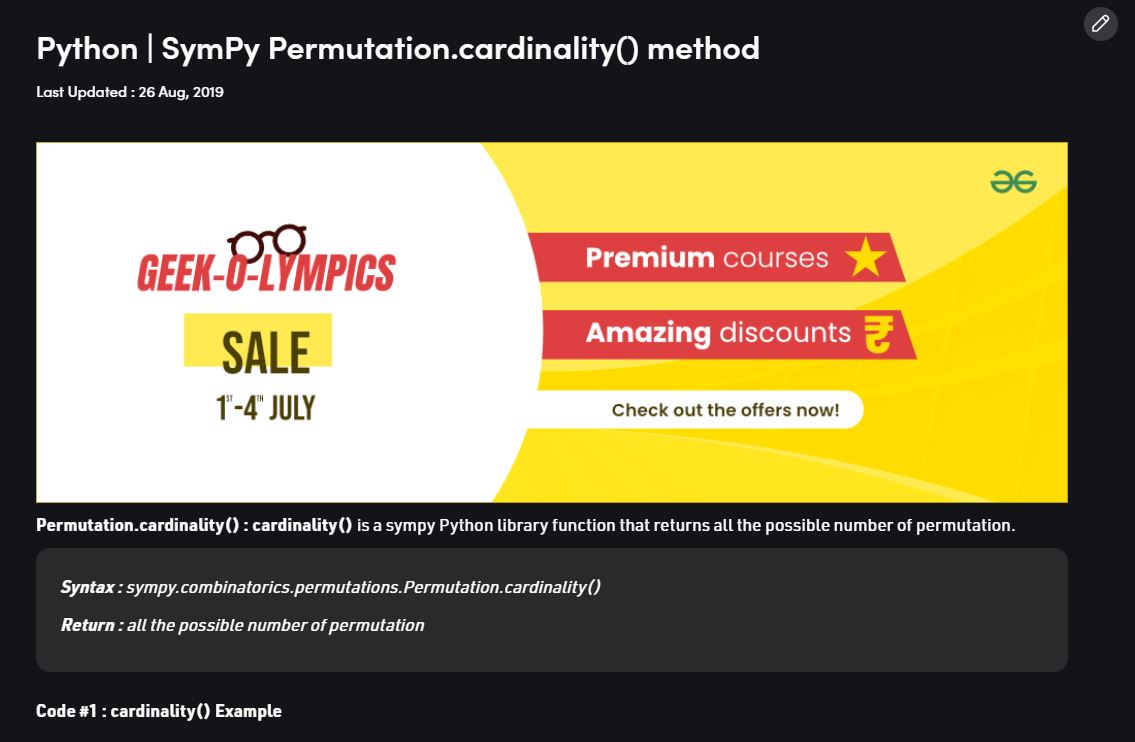 Python | SymPy Permutation.cardinality() method
Last Updated : 26 Aug, 2019
GEEK-O-LYMPICS
SALE
1ST-4TH JULY
Premium courses
Amazing discounts
Check out the offers now!
Permutation.cardinality() : cardinality() is a sympy Python library function that returns all the possible number of permutation.
Syntax : sympy.combinatorics.permutations.Permutation.cardinality()
Return : all the possible number of permutation
Code #1 : cardinality() Example